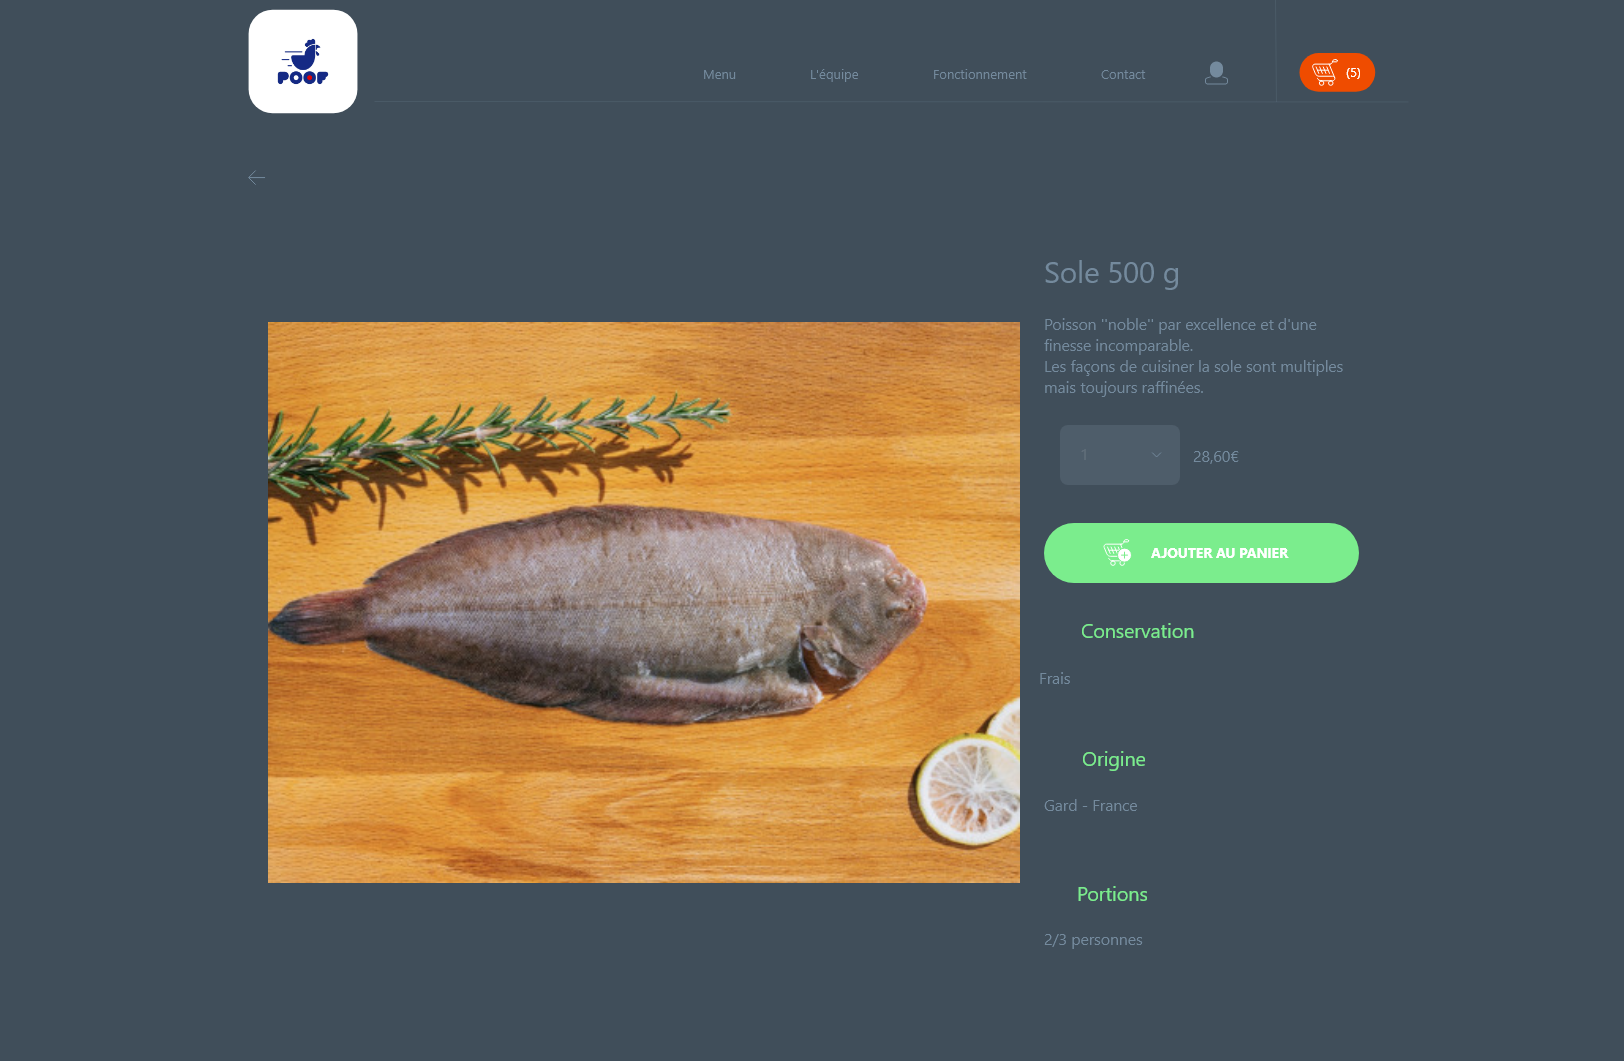 POOF
Menu
L'équipe
Fonctionnement
Contact
(5)
Sole 500 g
Poisson "noble" par excellence et d'une
finesse incomparable.
Les façons de cuisiner la sole sont multiples
mais toujours raffinées.
1
28,60€
AJOUTER AU PANIER
Conservation
Frais
Origine
Gard - France
Portions
2/3 personnes